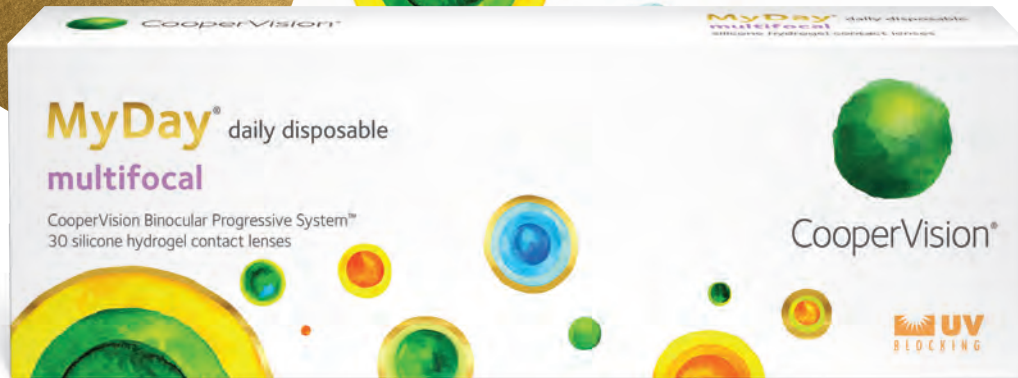 CooperVision®
MyDay® daily disposable
multifocal
silicone hydrogel contact lenses
MyDay® daily disposable
multifocal
CooperVision Binocular Progressive System™
30 silicone hydrogel contact lenses
CooperVision®
UV
BLOCKING